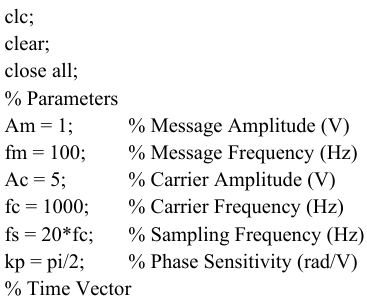 clc;
clear;
close all;
% Parameters
Am = 1; % Message Amplitude (V)
fm = 100; % Message Frequency (Hz)
Ac = 5; % Carrier Amplitude (V)
fc = 1000; % Carrier Frequency (Hz)
fs = 20*fc; % Sampling Frequency (Hz)
kp = pi/2; % Phase Sensitivity (rad/V)
% Time Vector